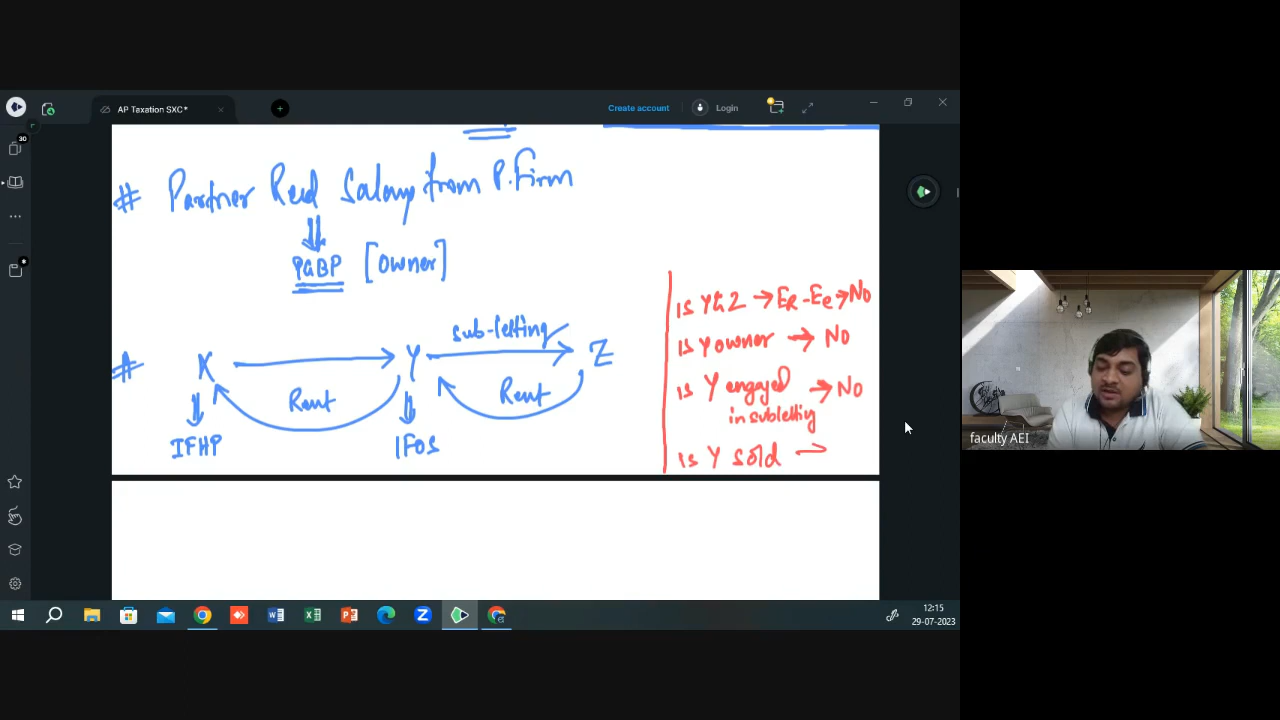 AP Taxation SXC*
Create account
Login
30
# Partner Recd Salary from P. Firm
PGBP [owner]
# X Y sub-letting Z
Rent Rent
IFHP IFOS
is Y & Z → ER-Ee → No
is Y owner → No
is Y engaged → No
in subletting
is Y sold →
faculty AEI
12:15
29-07-2023